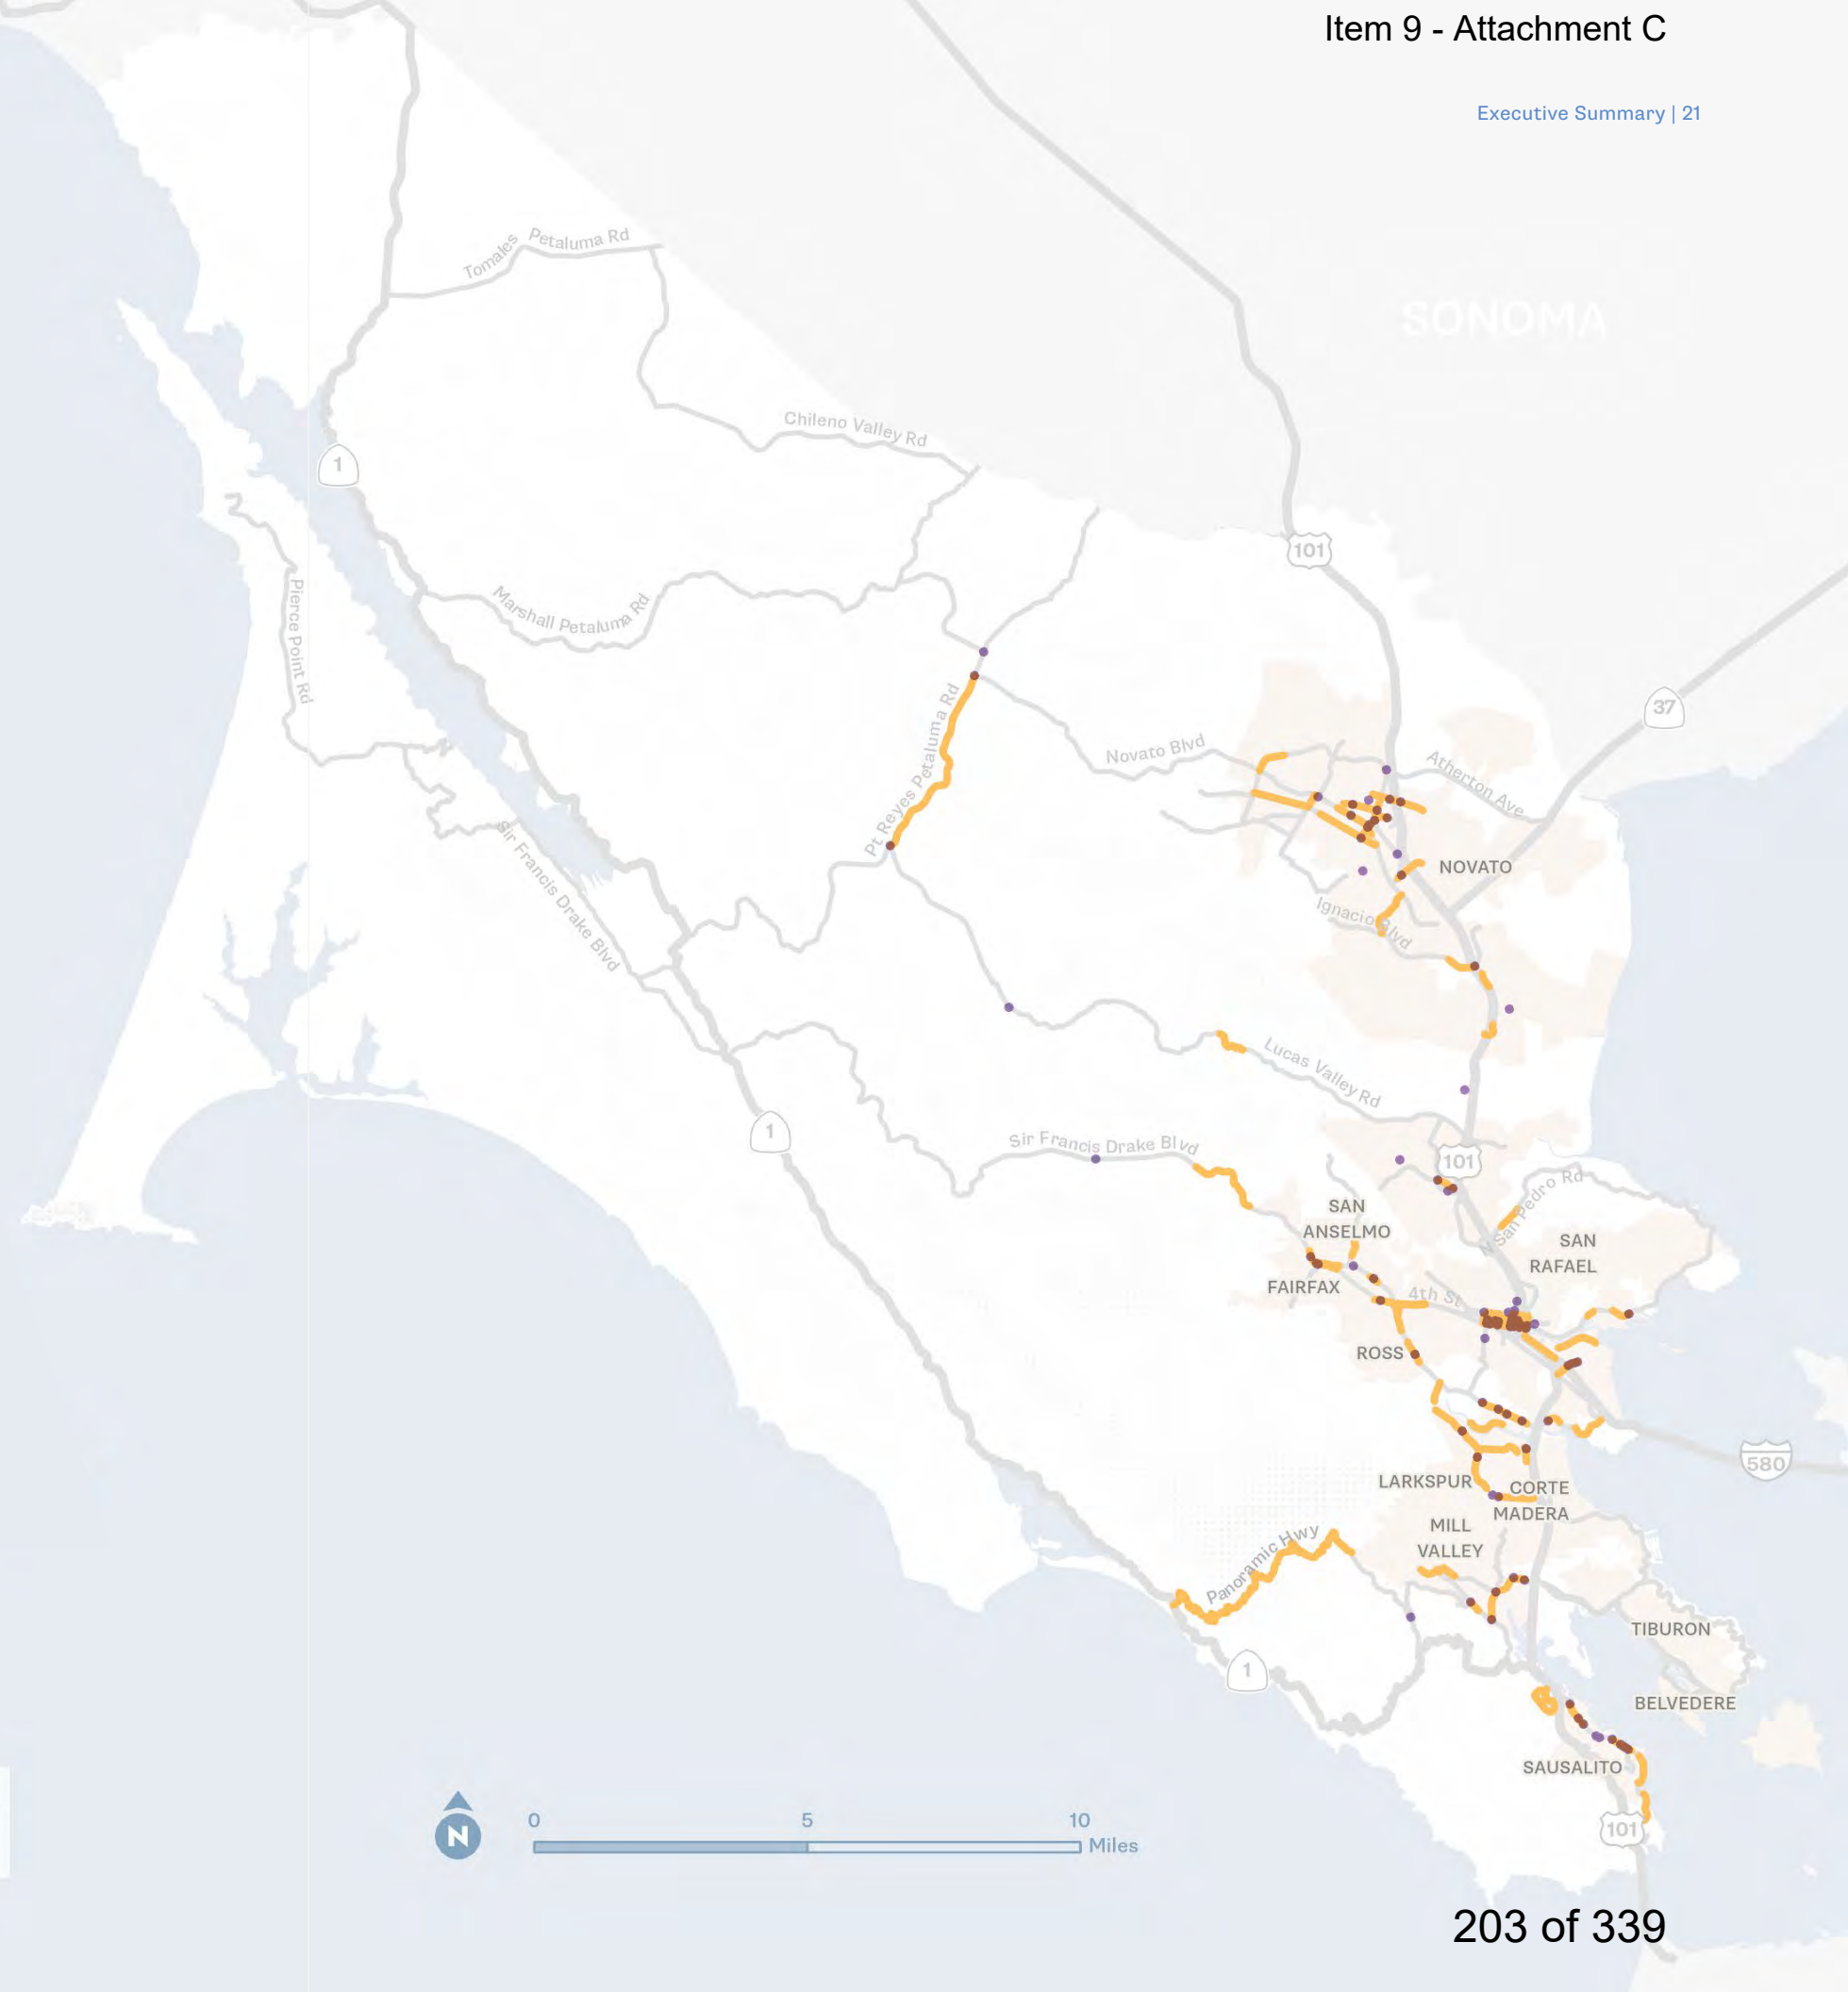 Item 9 - Attachment C
Executive Summary | 21
Tomales Petaluma Rd
SONOMA
Chileno Valley Rd
1
101
Marshall Petaluma Rd
Pierce Point Rd
37
Pt Reyes Petaluma Rd
Novato Blvd
Atherton Ave
Sir Francis Drake Blvd
NOVATO
Ignacio Blvd
Lucas Valley Rd
1
Sir Francis Drake Blvd
101
N San Pedro Rd
SAN
ANSELMO
SAN
RAFAEL
FAIRFAX
4th St
ROSS
580
LARKSPUR
CORTE
MADERA
MILL
VALLEY
Panoramic Hwy
TIBURON
1
BELVEDERE
SAUSALITO
101
N
0 5 10
Miles
203 of 339